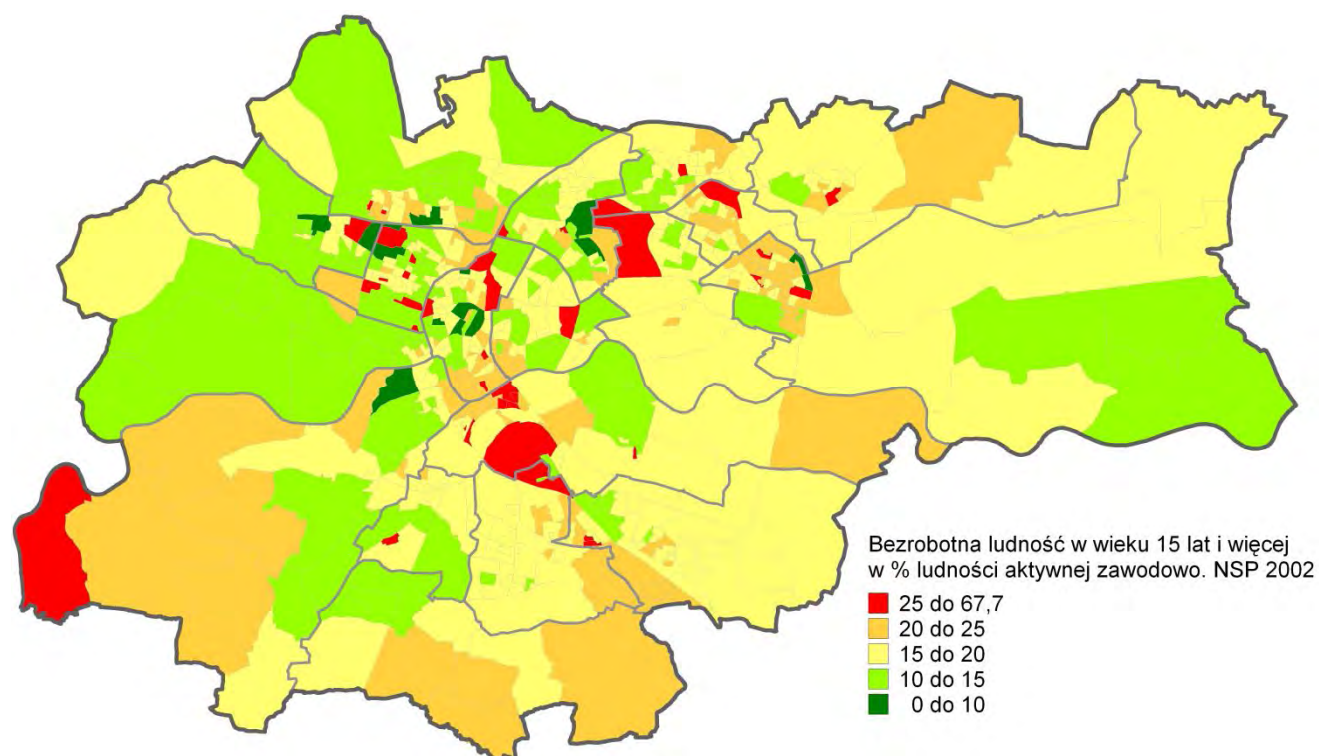 Bezrobotna ludność w wieku 15 lat i więcej
w % ludności aktywnej zawodowo. NSP 2002
25 do 67,7
20 do 25
15 do 20
10 do 15
0 do 10